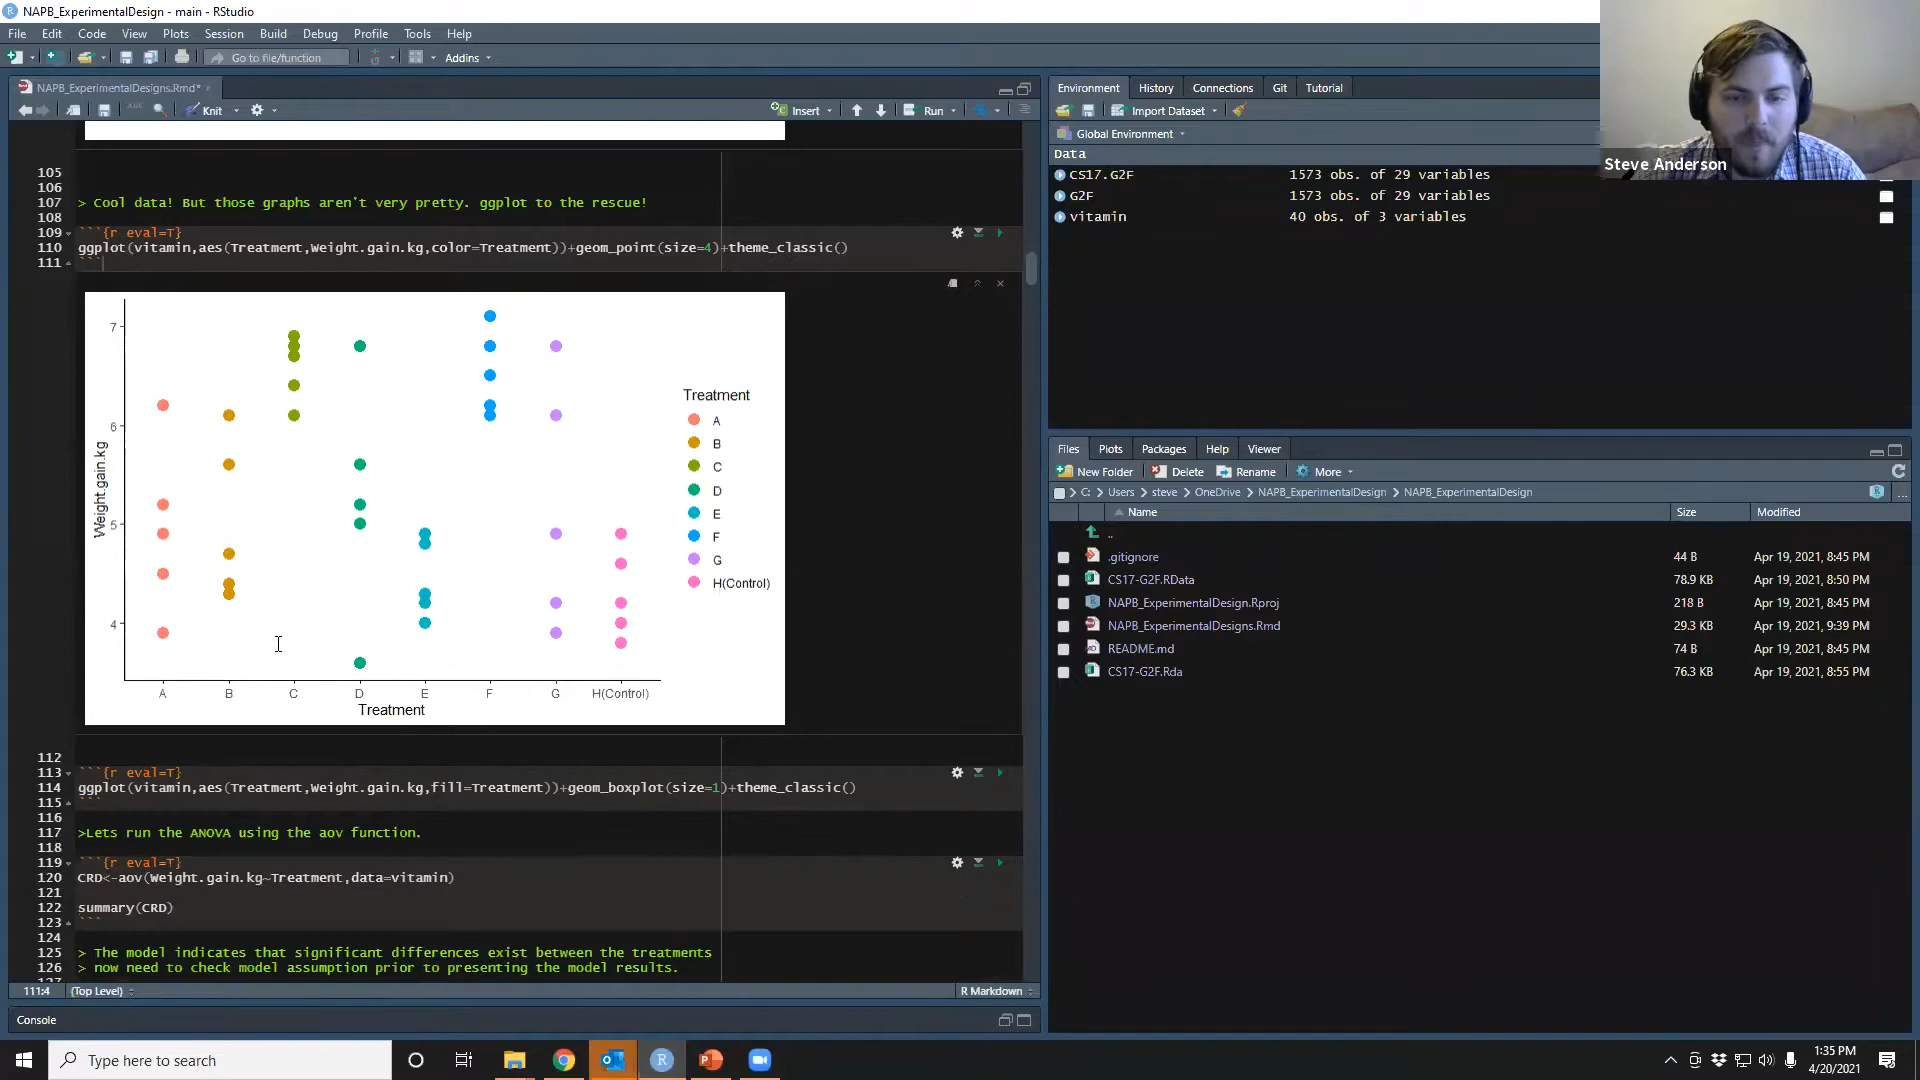 NAPB_ExperimentalDesign - main - RStudio
File Edit Code View Plots Session Build Debug Profile Tools Help
Go to file/function Addins
NAPB_ExperimentalDesigns.Rmd*
Knit Insert Run
105
106
107 > Cool data! But those graphs aren't very pretty. ggplot to the rescue!
108
109 ```{r eval=T}
110 ggplot(vitamin,aes(Treatment,Weight.gain.kg,color=Treatment))+geom_point(size=4)+theme_classic()
111 ```
7
6
5
4
Weight.gain.kg
A B C D E F G H(Control)
Treatment
Treatment
A
B
C
D
E
F
G
H(Control)
112
113 ```{r eval=T}
114 ggplot(vitamin,aes(Treatment,Weight.gain.kg,fill=Treatment))+geom_boxplot(size=1)+theme_classic()
115 ```
116
117 >Lets run the ANOVA using the aov function.
118
119 ```{r eval=T}
120 CRD<-aov(Weight.gain.kg~Treatment,data=vitamin)
121
122 summary(CRD)
123 ```
124
125 > The model indicates that significant differences exist between the treatments
126 > now need to check model assumption prior to presenting the model results.
127
111:4 (Top Level) R Markdown
Console
Environment History Connections Git Tutorial
Import Dataset
Global Environment
Data
CS17.G2F 1573 obs. of 29 variables
G2F 1573 obs. of 29 variables
vitamin 40 obs. of 3 variables
Steve Anderson
Files Plots Packages Help Viewer
New Folder Delete Rename More
C: Users steve OneDrive NAPB_ExperimentalDesign NAPB_ExperimentalDesign
Name Size Modified
..
.gitignore 44 B Apr 19, 2021, 8:45 PM
CS17-G2F.RData 78.9 KB Apr 19, 2021, 8:50 PM
NAPB_ExperimentalDesign.Rproj 218 B Apr 19, 2021, 8:45 PM
NAPB_ExperimentalDesigns.Rmd 29.3 KB Apr 19, 2021, 9:39 PM
README.md 74 B Apr 19, 2021, 8:45 PM
CS17-G2F.Rda 76.3 KB Apr 19, 2021, 8:55 PM
Type here to search
1:35 PM
4/20/2021